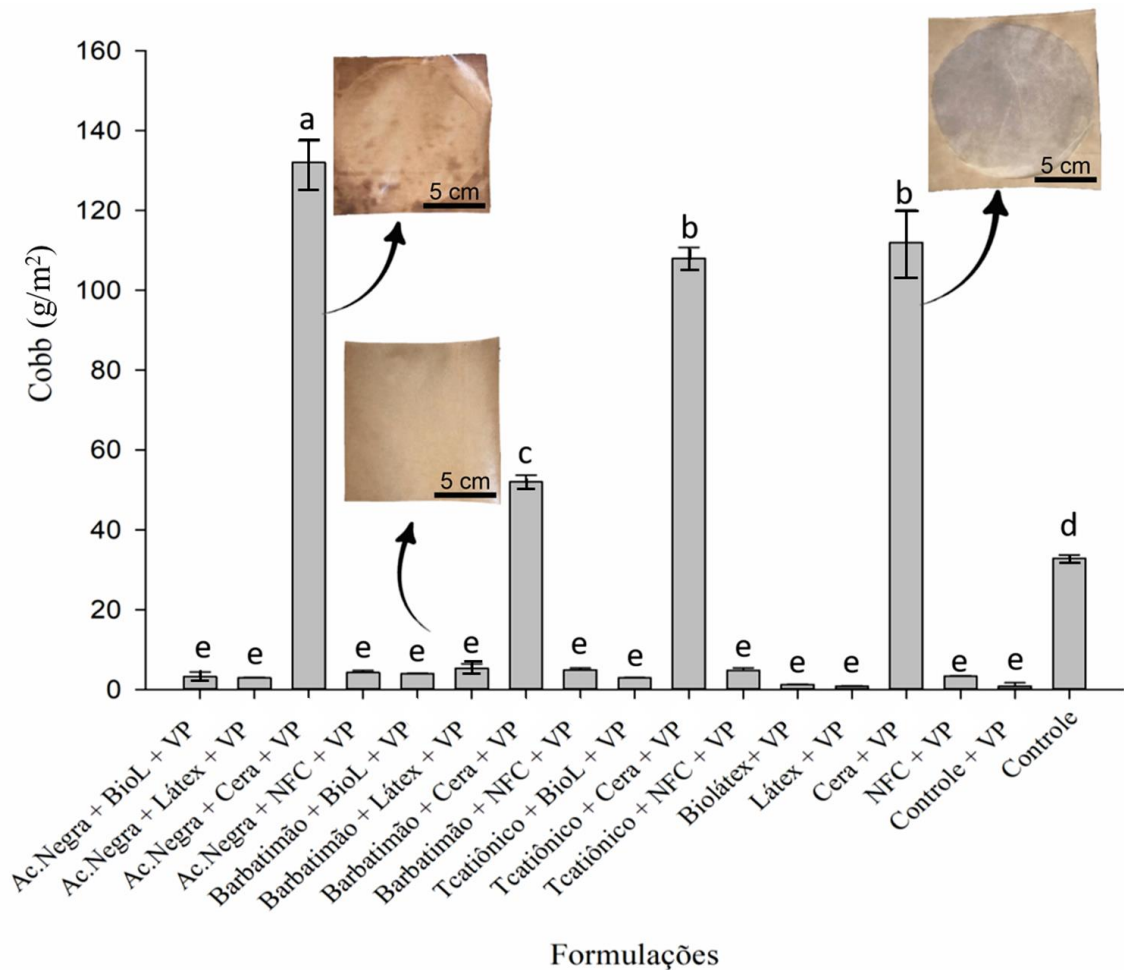 160
140
120
100
80
60
40
20
0
Cobb (g/m²)
a
b
b
c
d
e
e
e
e
e
e
e
e
e
e
e
e
5 cm
5 cm
5 cm
Ac.Negra + BioL + VP
Ac.Negra + Látex + VP
Ac.Negra + Cera + VP
Ac.Negra + NFC + VP
Barbatimão + BioL + VP
Barbatimão + Látex + VP
Barbatimão + Cera + VP
Barbatimão + NFC + VP
Tcatiônico + BioL + VP
Tcatiônico + Cera + VP
Tcatiônico + NFC + VP
Biolátex+ VP
Látex + VP
Cera + VP
NFC + VP
Controle + VP
Controle
Formulações